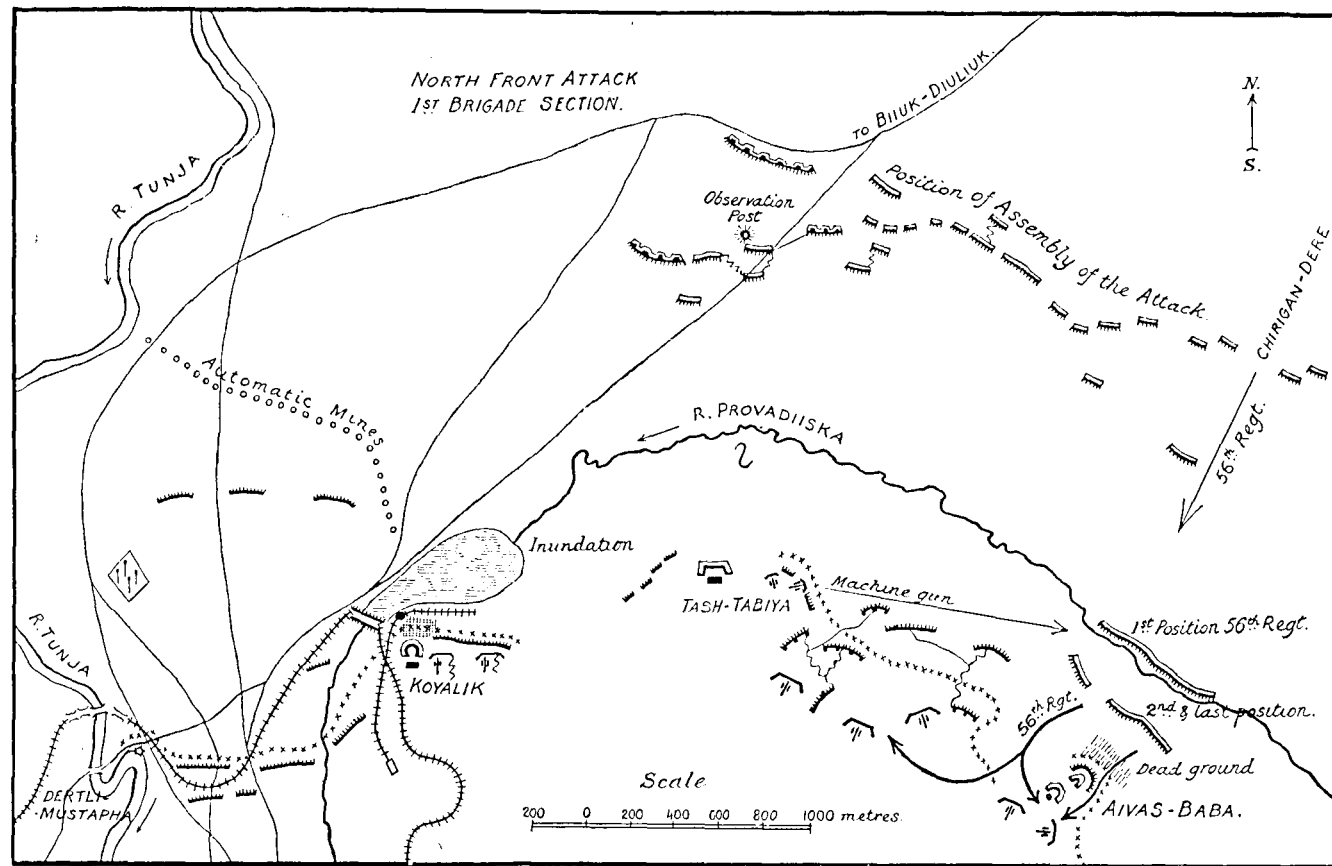 NORTH FRONT ATTACK
1ST BRIGADE SECTION.
N.
S.
TO BIIUK-DIULIUK.
R. TUNJA
Observation
Post
Position of Assembly of the Attack.
CHIRIGAN-DERE
56th Regt.
Automatic Mines
R. PROVADIISKA
Inundation
TASH-TABIYA
Machine gun
1st Position 56th Regt.
R. TUNJA
KOYALIK
56th Rgt.
2nd & last position.
Dead ground
AIVAS-BABA.
DERTLI-
-MUSTAPHA
Scale
200 0 200 400 600 800 1000 metres.